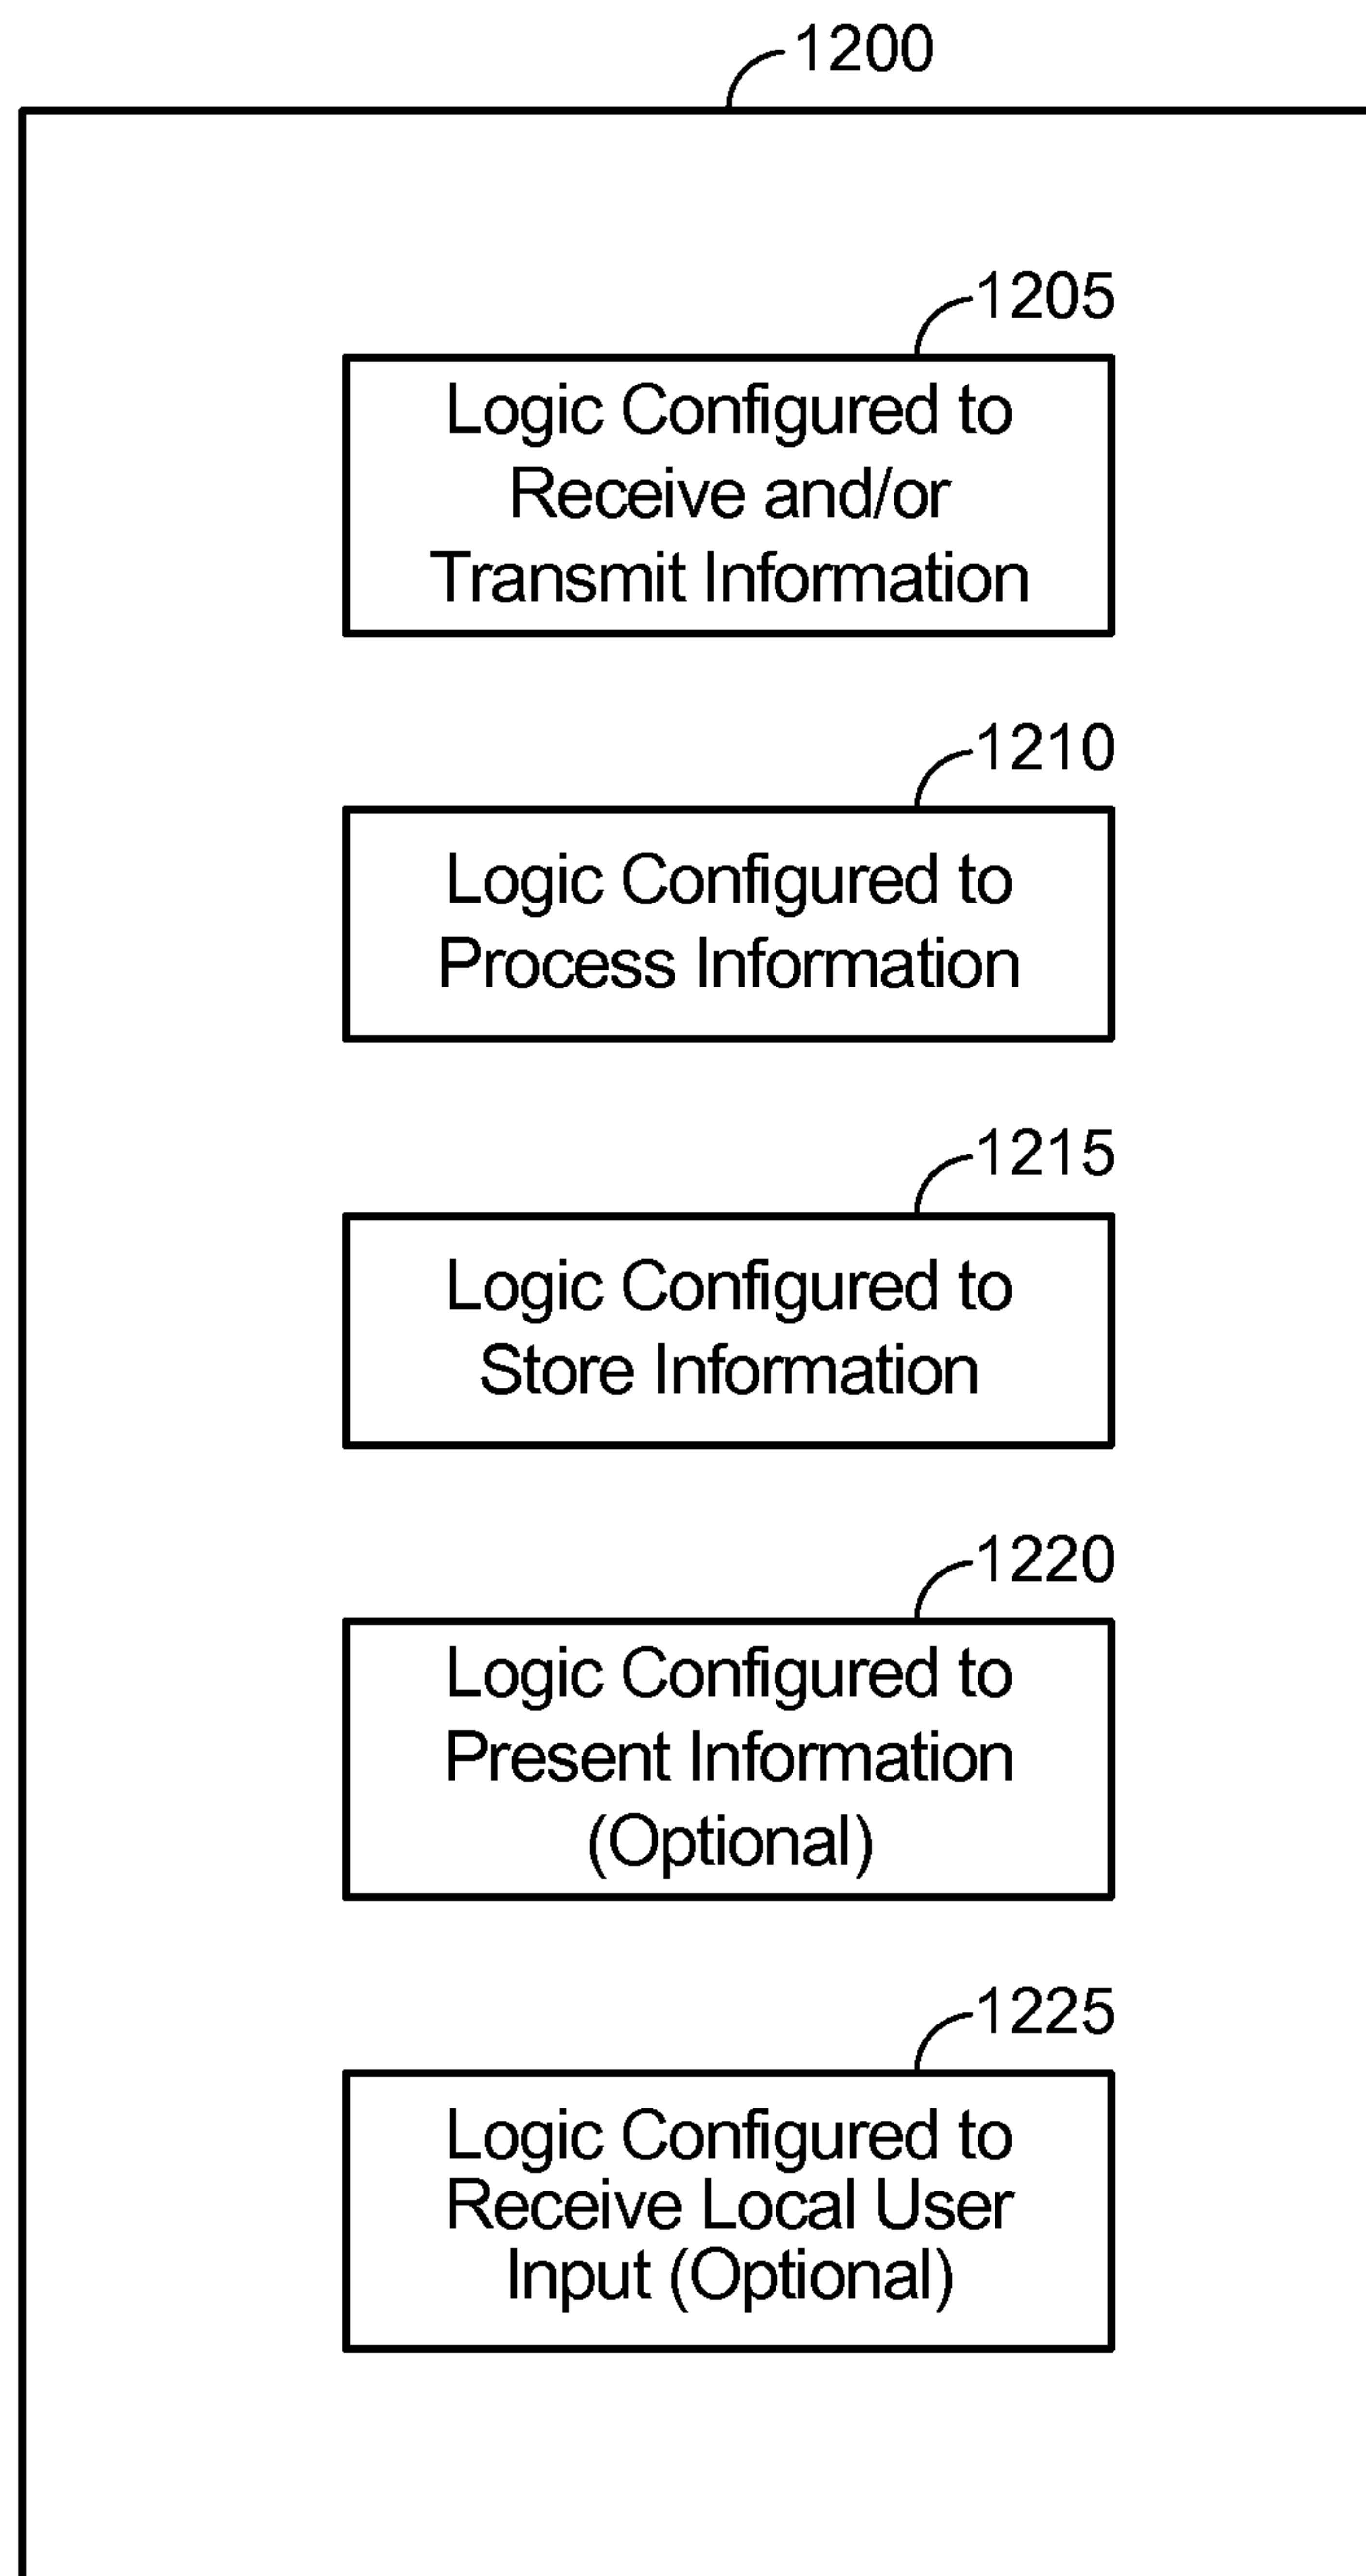 1200
1205
Logic Configured to
Receive and/or
Transmit Information
1210
Logic Configured to
Process Information
1215
Logic Configured to
Store Information
1220
Logic Configured to
Present Information
(Optional)
1225
Logic Configured to
Receive Local User
Input (Optional)